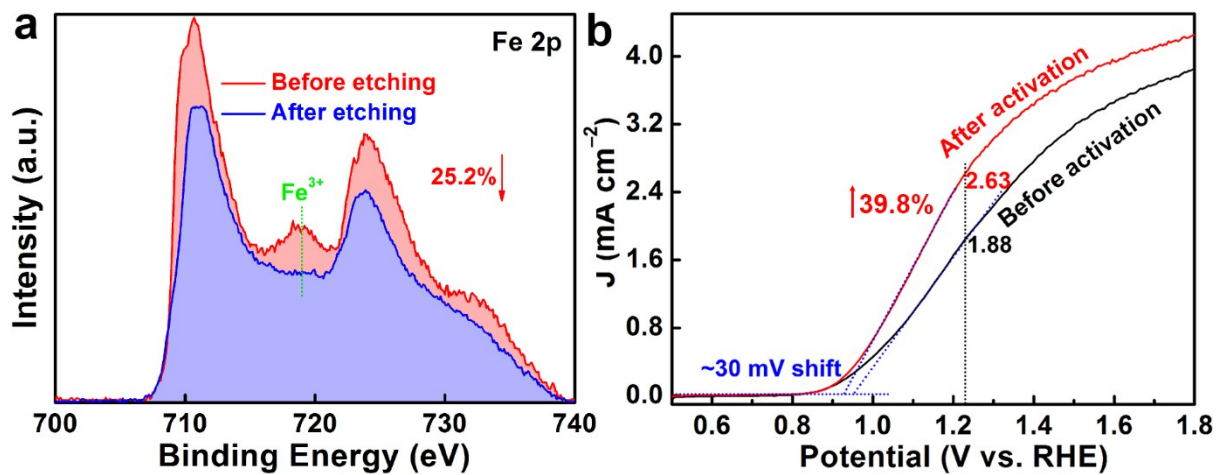 a
Fe 2p
Before etching
After etching
25.2%
Fe³⁺
Intensity (a.u.)
700 710 720 730 740
Binding Energy (eV)
b
4.0
3.2
2.4
1.6
0.8
0.0
J (mA cm⁻²)
After activation
2.63
39.8%
Before activation
1.88
~30 mV shift
0.6 0.8 1.0 1.2 1.4 1.6 1.8
Potential (V vs. RHE)